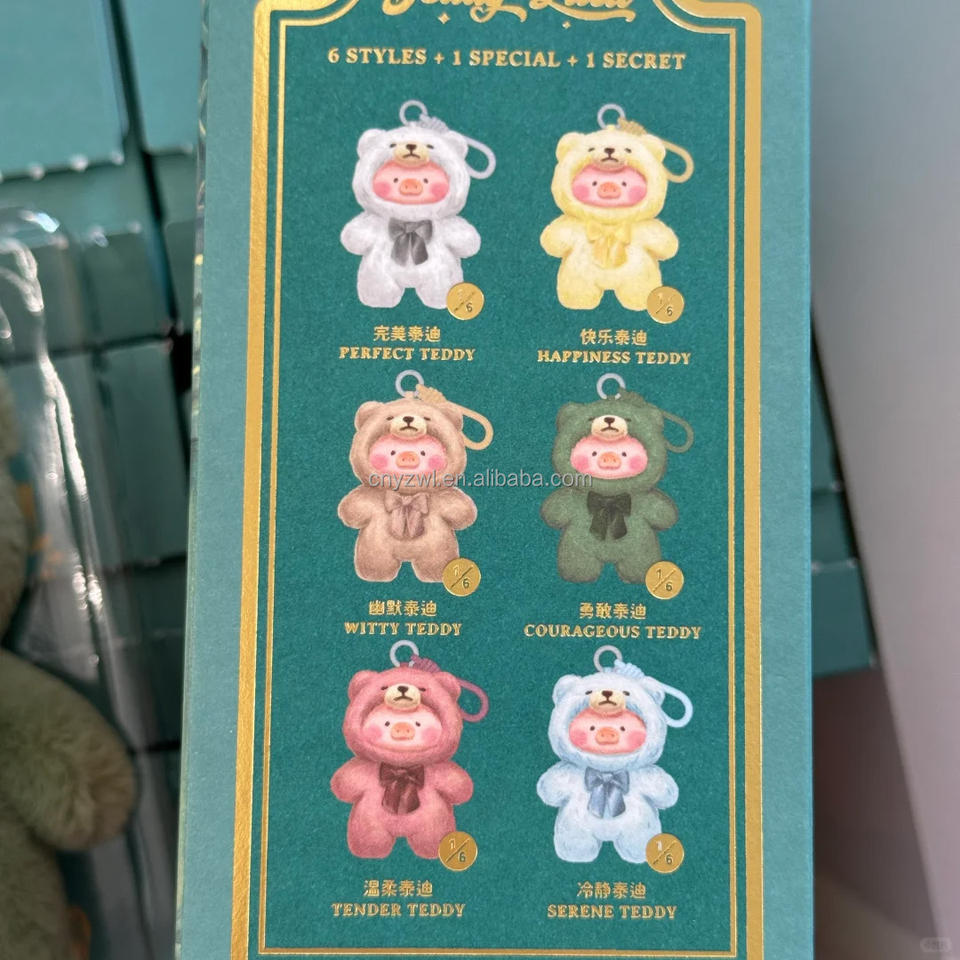 6 STYLES + 1 SPECIAL + 1 SECRET
1/6
1/6
完美泰迪
PERFECT TEDDY
快乐泰迪
HAPPINESS TEDDY
cnyzwl.en.alibaba.com
1/6
1/6
幽默泰迪
WITTY TEDDY
勇敢泰迪
COURAGEOUS TEDDY
1/6
1/6
温柔泰迪
TENDER TEDDY
冷静泰迪
SERENE TEDDY